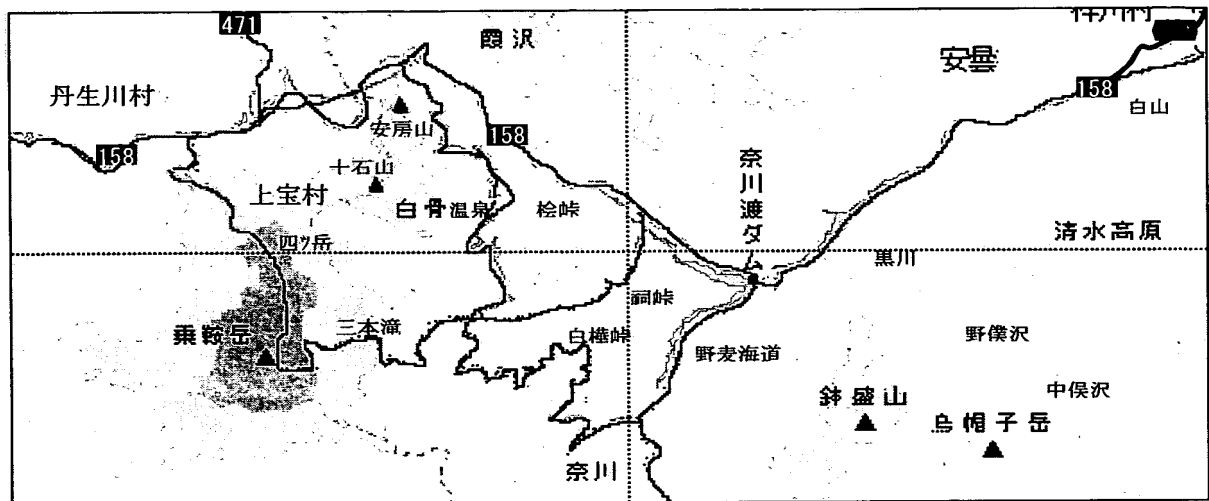 471
霞沢
安曇
丹生川村
158
安房山
158
158
白山
十石山
上宝村
白骨温泉
桧峠
奈川渡ダ
清水高原
四ツ岳
黒川
祠峠
乗鞍岳
三本滝
白樺峠
野麦海道
野僕沢
鉢盛山
中俣沢
烏帽子岳
奈川